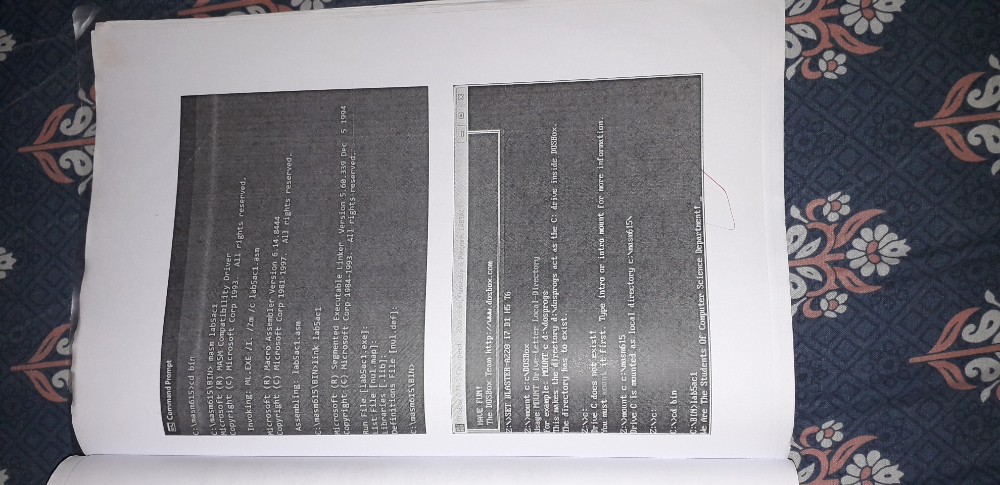 Command Prompt
C:\masm615>cd bin
C:\masm615\BIN> masm lab5ac1
Microsoft (R) MASM Compatibility Driver
Copyright (C) Microsoft Corp 1993.  All rights reserved.
Invoking: ML.EXE /I. /Zm /c lab5ac1.asm
Microsoft (R) Macro Assembler Version 6.14.8444
Copyright (C) Microsoft Corp 1981-1997.  All rights reserved.
Assembling: lab5ac1.asm
C:\masm615\BIN>link lab5ac1
Microsoft (R) Segmented Executable Linker  Version 5.60.339 Dec  5 1994
Copyright (C) Microsoft Corp 1984-1993.  All rights reserved.
Run File [lab5ac1.exe]:
List File [nul.map]:
Libraries [.lib]:
Definitions File [nul.def]:
C:\masm615\BIN>
DOSBox 0.74-3, Cpu speed: 3000 cycles, Frameskip 0, Program: LAB5AC1
HAVE FUN!
The DOSBox Team http://www.dosbox.com
Z:\>SET BLASTER=A220 I7 D1 H5 T6
Z:\>mount c:c\DOSBox
Usage MOUNT Drive-Letter Local-Directory
For example: MOUNT c d:\dosprogs
This makes the directory d:\dosprogs act as the C: drive inside DOSBox.
The directory has to exist.
Z:\>c:
Drive C does not exist!
You must mount it first. Type intro or intro mount for more information.
Z:\>mount c c:\masm615
Drive C is mounted as local directory c:\masm615\
Z:\>c:
C:\>cd bin
C:\BIN>lab5ac1
We Are The Students Of Computer Science Department! _